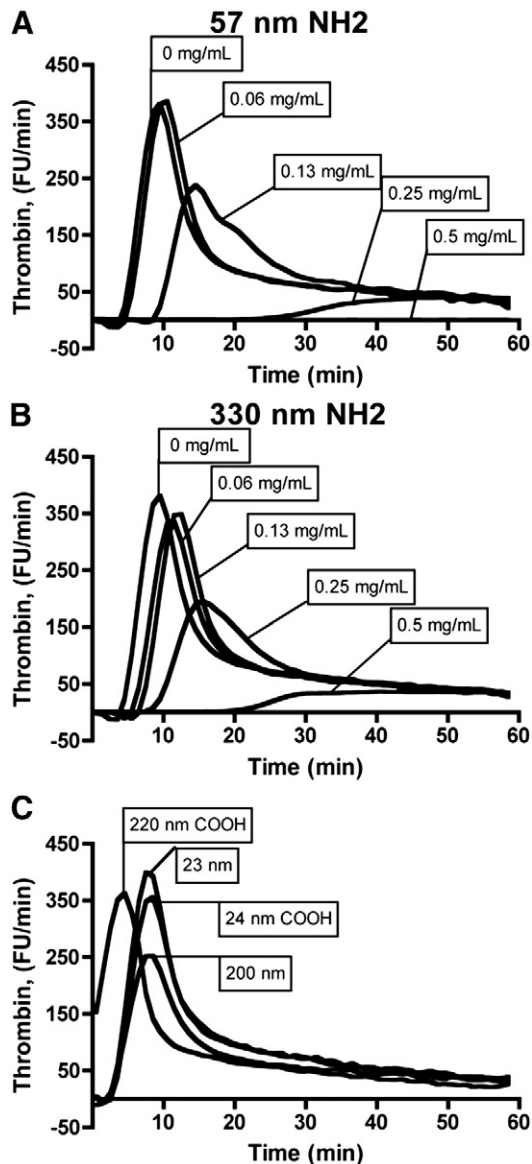 A
57 nm NH2
Thrombin, (FU/min)
450
350
250
150
50
-50
0 mg/mL
0.06 mg/mL
0.13 mg/mL
0.25 mg/mL
0.5 mg/mL
10 20 30 40 50 60
Time (min)
B
330 nm NH2
Thrombin, (FU/min)
450
350
250
150
50
-50
0 mg/mL
0.06 mg/mL
0.13 mg/mL
0.25 mg/mL
0.5 mg/mL
10 20 30 40 50 60
Time (min)
C
Thrombin, (FU/min)
450
350
250
150
50
-50
220 nm COOH
23 nm
24 nm COOH
200 nm
10 20 30 40 50 60
Time (min)